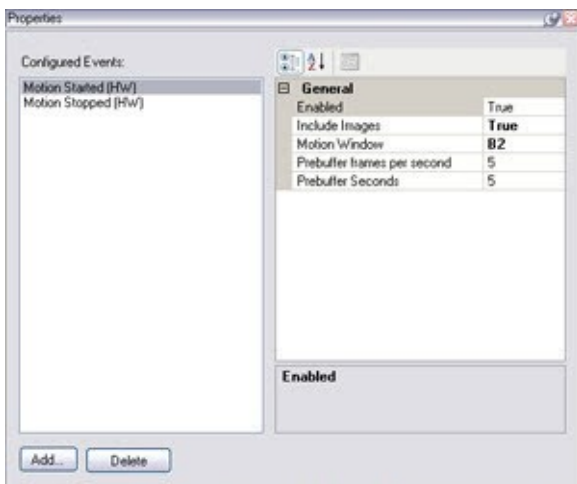 Properties
Configured Events:
Motion Started (HW)
Motion Stopped (HW)
General
Enabled True
Include Images True
Motion Window B2
Prebuffer frames per second 5
Prebuffer Seconds 5
Enabled
Add... Delete